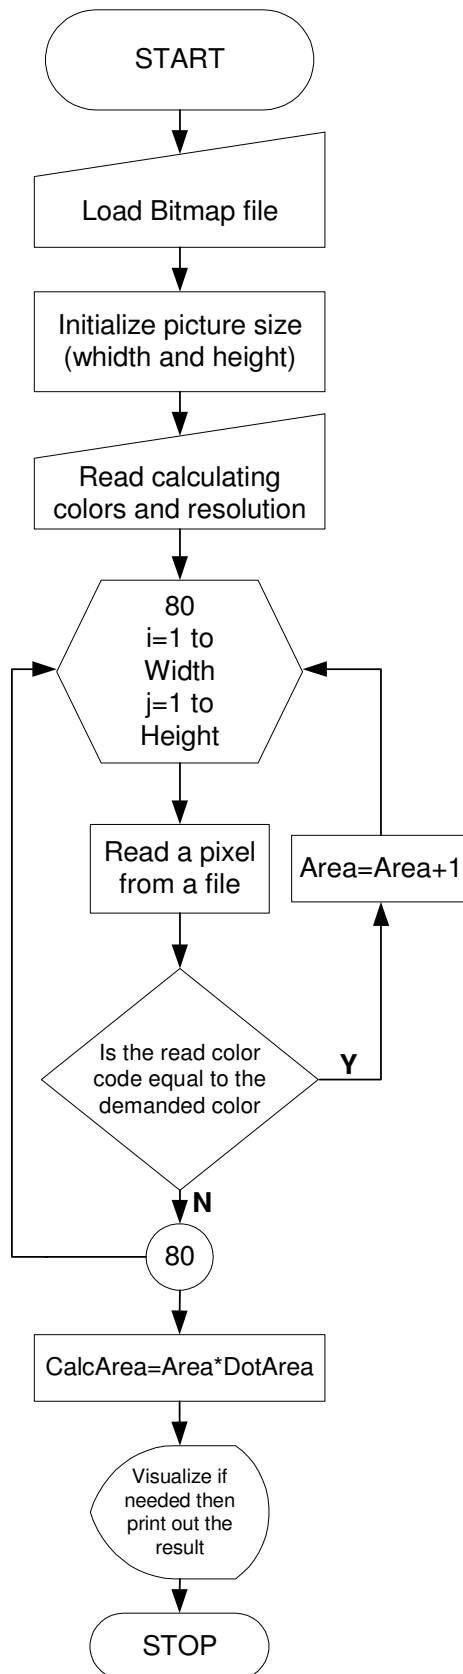 START
Load Bitmap file
Initialize picture size
(whidth and height)
Read calculating
colors and resolution
80
i=1 to
Width
j=1 to
Height
Read a pixel
from a file
Area=Area+1
Is the read color
code equal to the
demanded color
Y
N
80
CalcArea=Area*DotArea
Visualize if
needed then
print out the
result
STOP